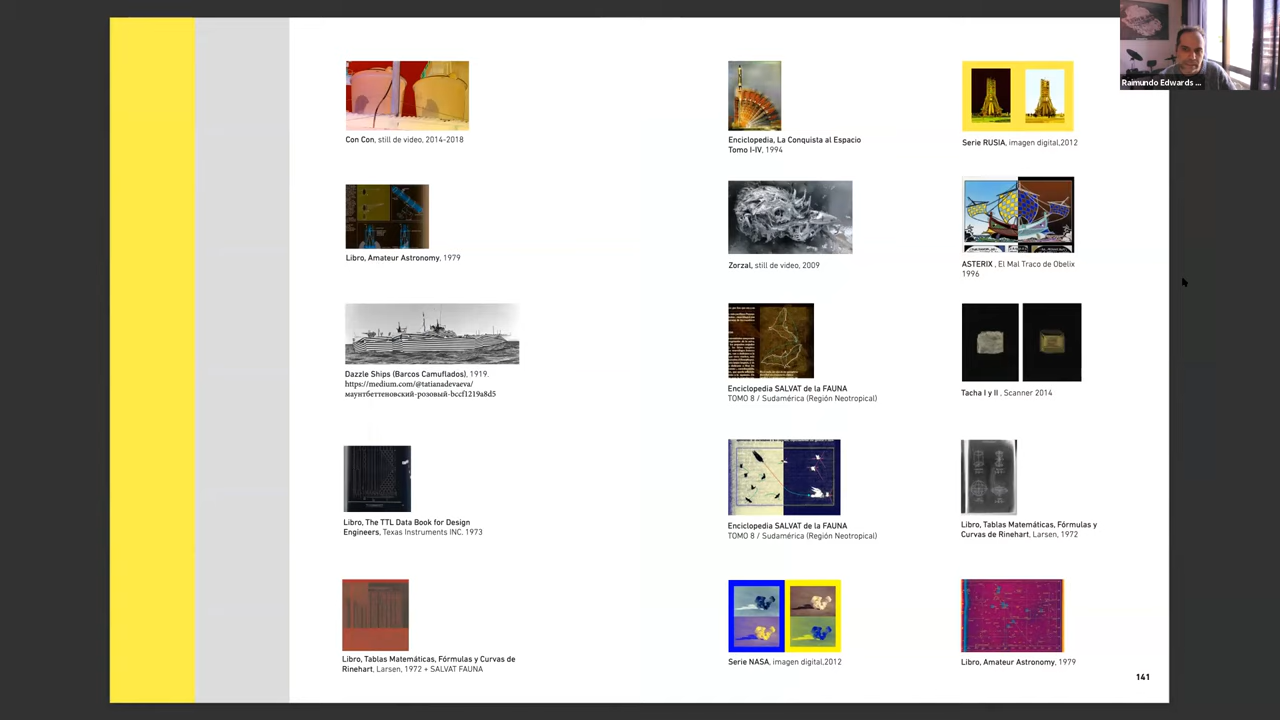 Raimundo Edwards ...
Con Con, still de video, 2014-2018
Libro, Amateur Astronomy, 1979
Dazzle Ships (Barcos Camuflados), 1919.
https://medium.com/@tatianadevaeva/
маунтбеттеновский-розовый-bccf1219a8d5
Libro, The TTL Data Book for Design
Engineers, Texas Instruments INC. 1973
Libro, Tablas Matemáticas, Fórmulas y Curvas de
Rinehart, Larsen, 1972 + SALVAT FAUNA
Enciclopedia, La Conquista al Espacio
Tomo I-IV, 1994
Zorzal, still de video, 2009
Enciclopedia SALVAT de la FAUNA
TOMO 8 / Sudamérica (Región Neotropical)
Enciclopedia SALVAT de la FAUNA
TOMO 8 / Sudamérica (Región Neotropical)
Serie NASA, imagen digital,2012
Serie RUSIA, imagen digital,2012
ASTERIX , El Mal Traco de Obelix
1996
Tacha I y II , Scanner 2014
Libro, Tablas Matemáticas, Fórmulas y
Curvas de Rinehart, Larsen, 1972
Libro, Amateur Astronomy, 1979
141